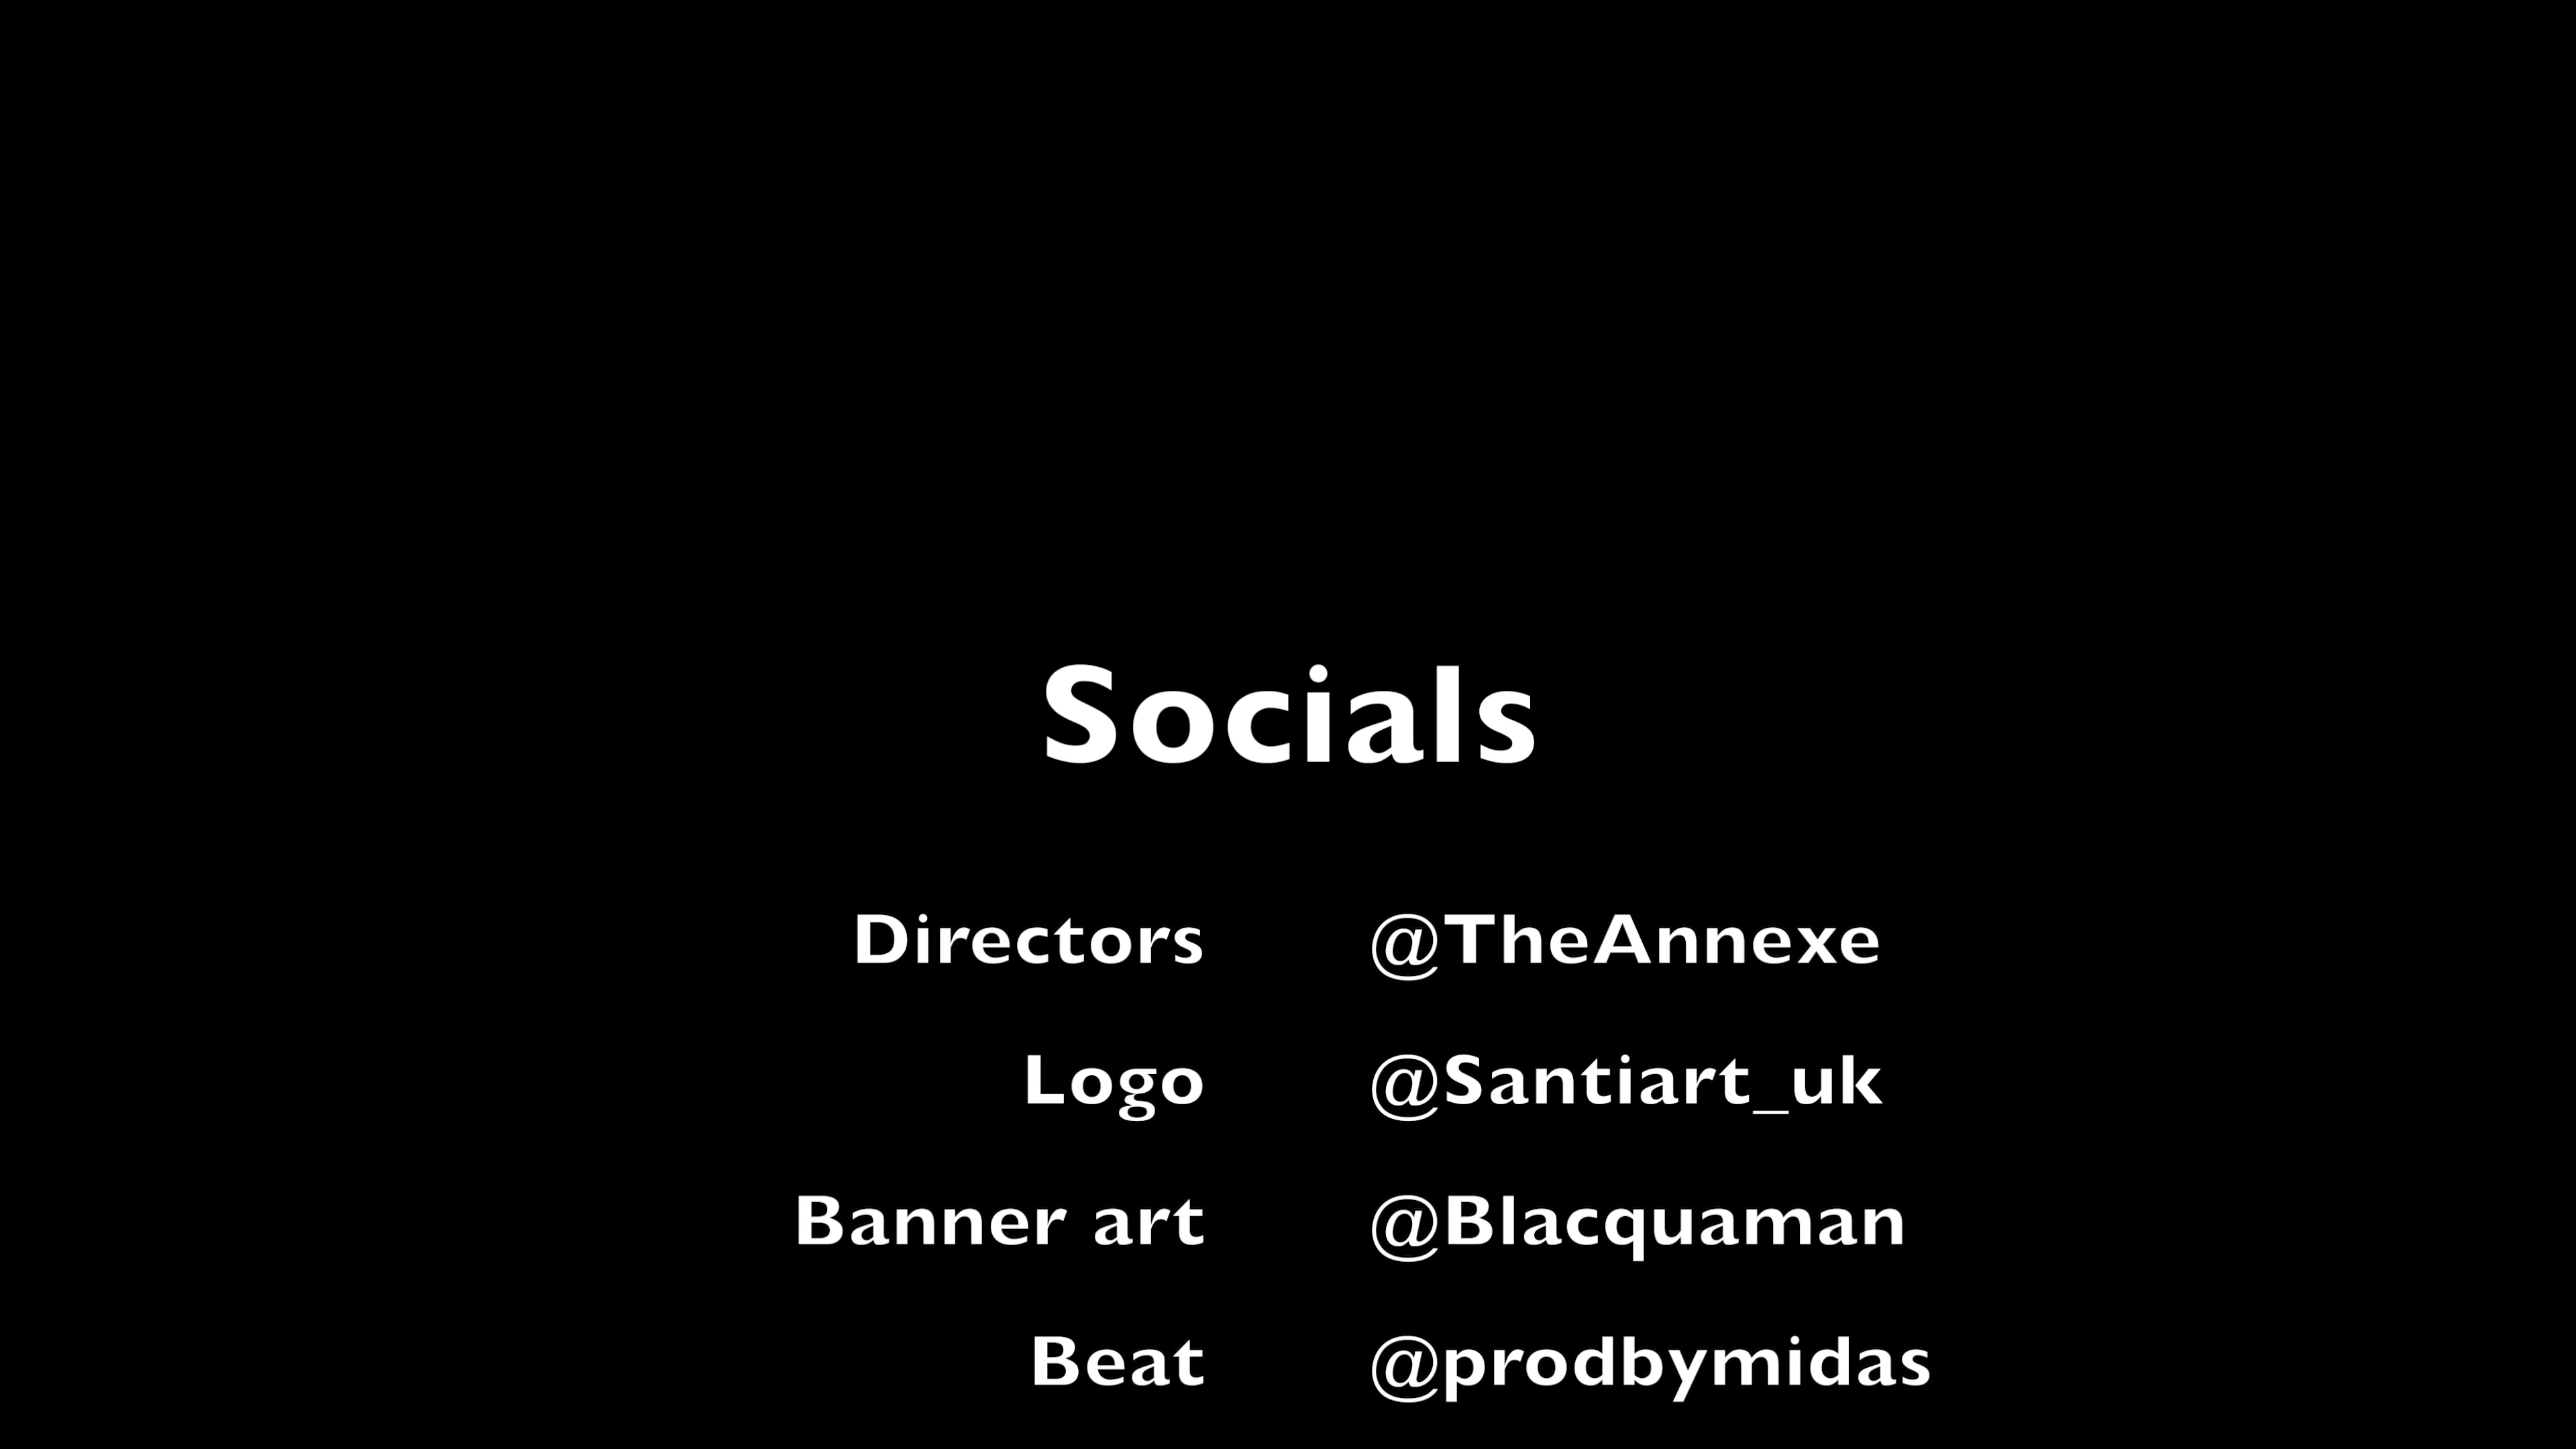 Socials
Directors @TheAnnexe
Logo @Santiart_uk
Banner art @Blacquaman
Beat @prodbymidas